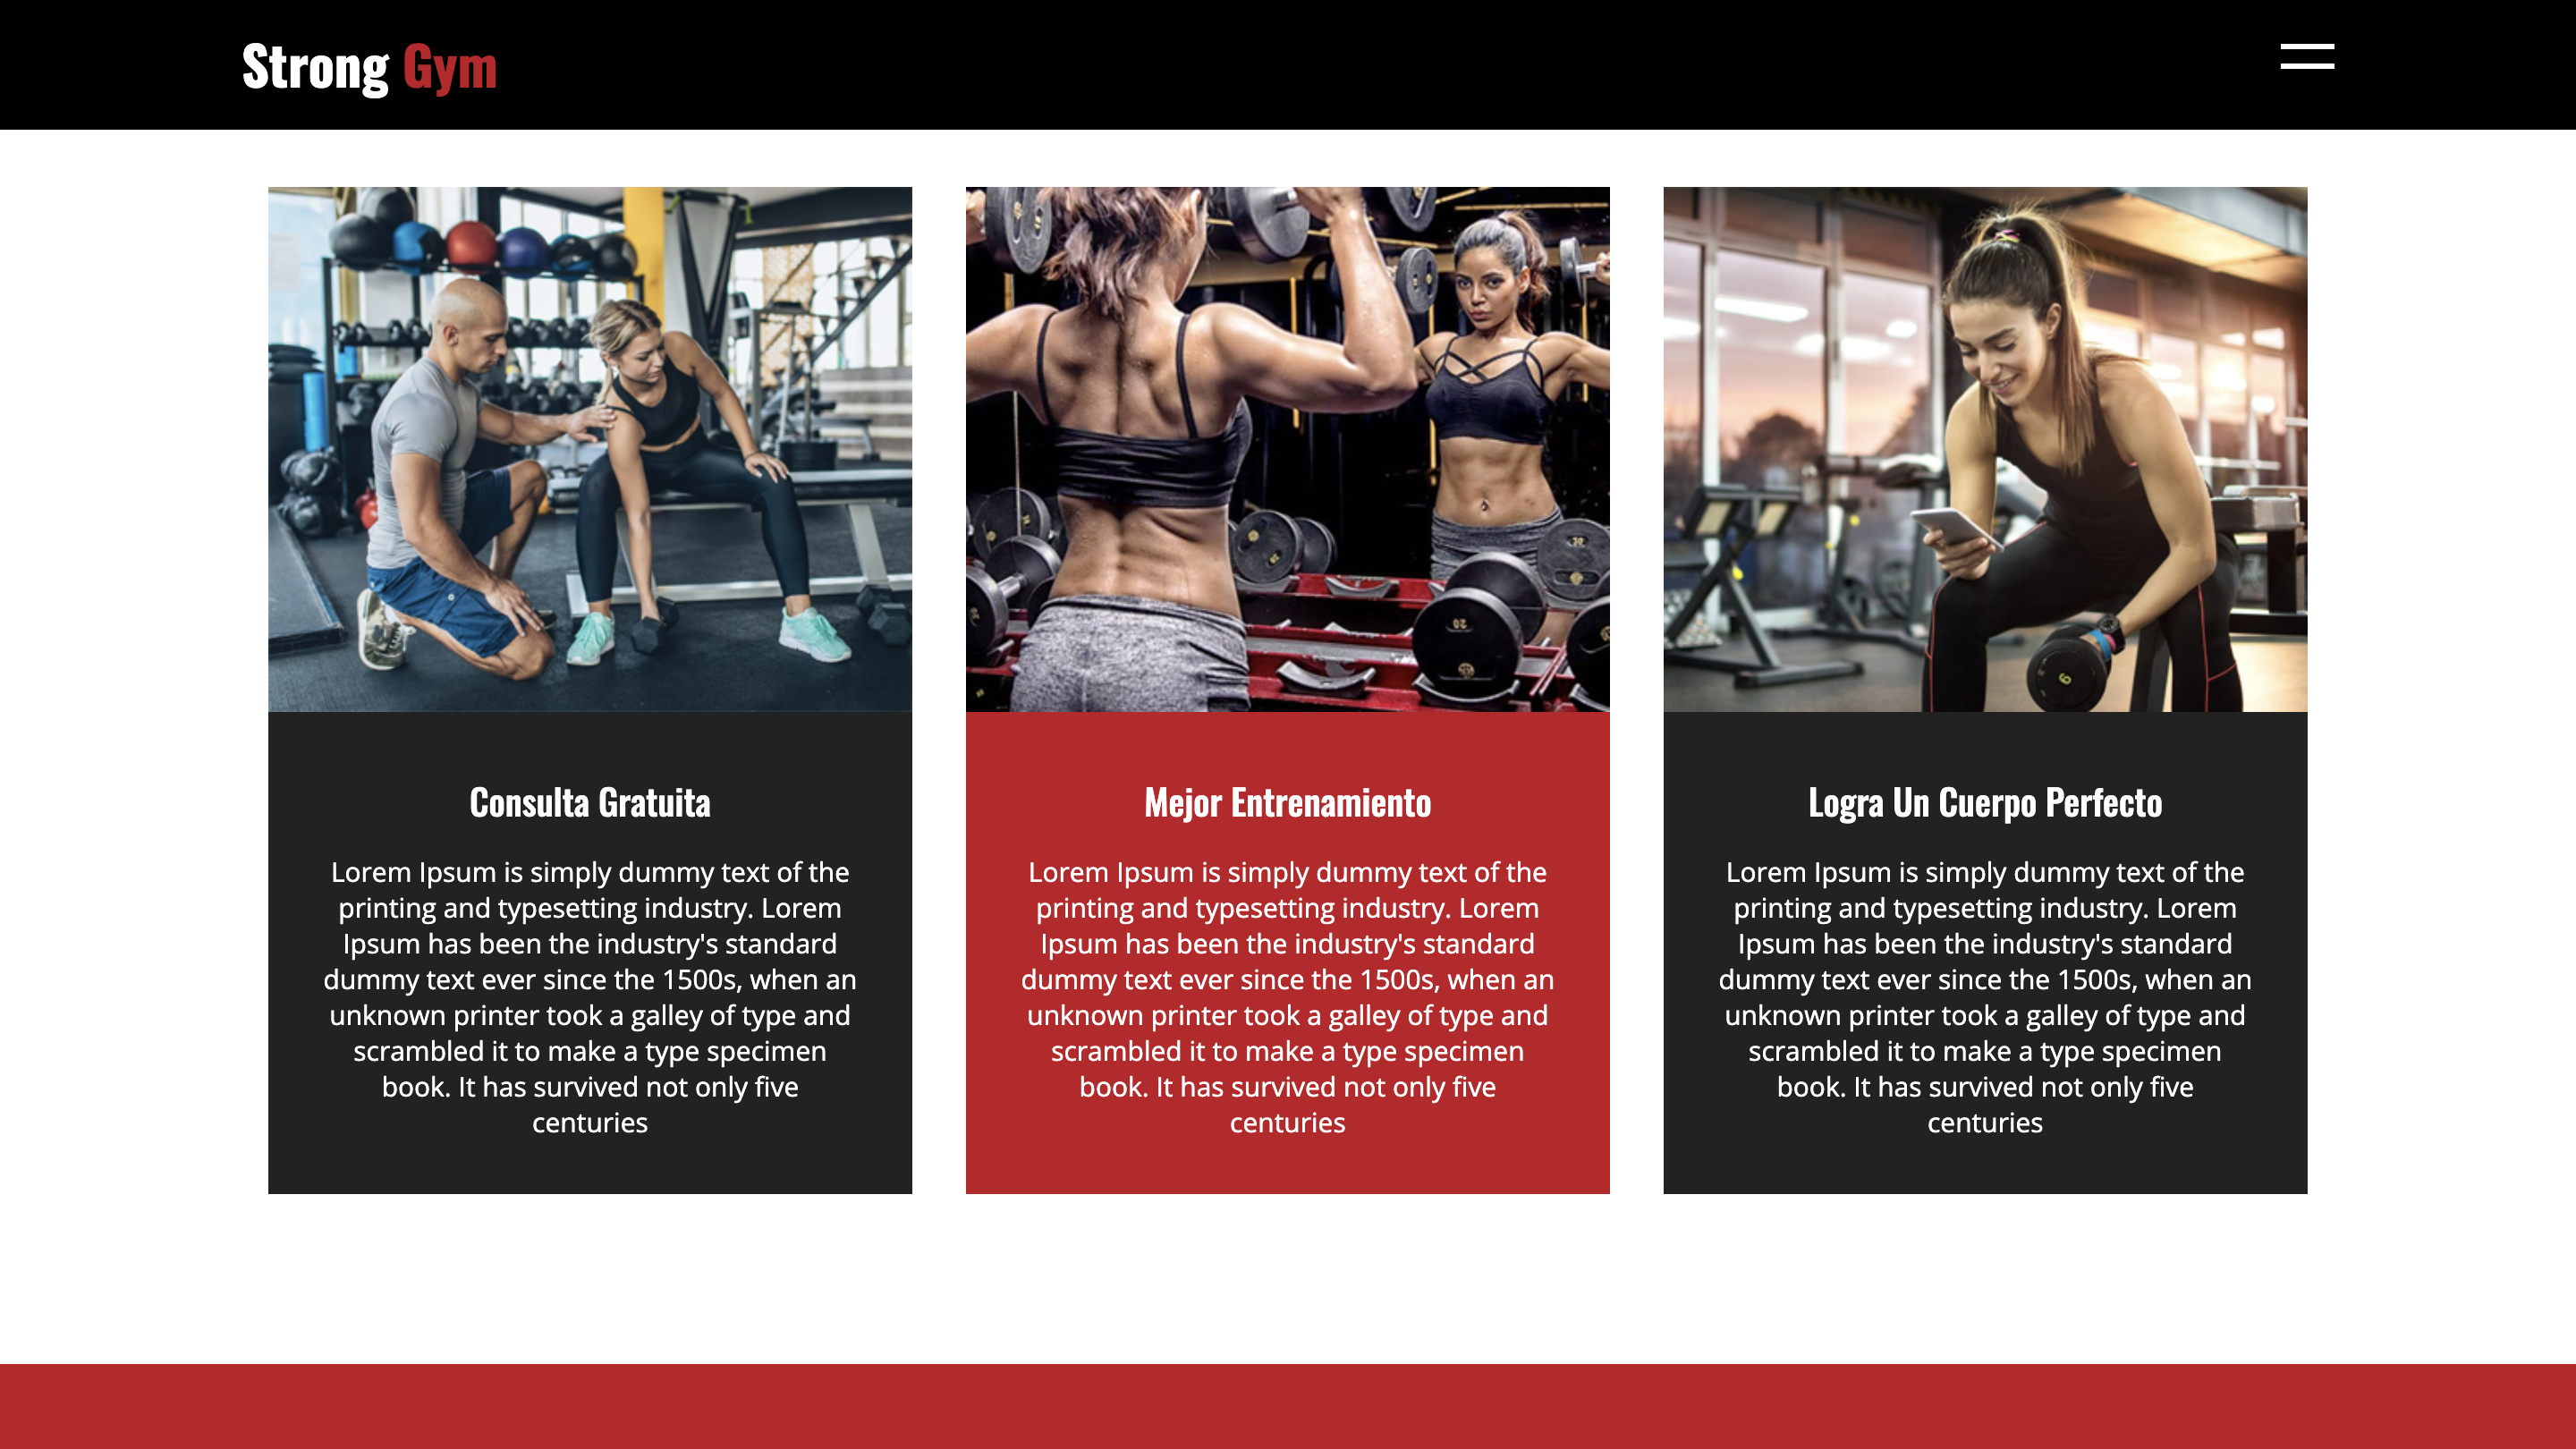 Strong Gym
Consulta Gratuita
Lorem Ipsum is simply dummy text of the
printing and typesetting industry. Lorem
Ipsum has been the industry's standard
dummy text ever since the 1500s, when an
unknown printer took a galley of type and
scrambled it to make a type specimen
book. It has survived not only five
centuries
Mejor Entrenamiento
Lorem Ipsum is simply dummy text of the
printing and typesetting industry. Lorem
Ipsum has been the industry's standard
dummy text ever since the 1500s, when an
unknown printer took a galley of type and
scrambled it to make a type specimen
book. It has survived not only five
centuries
Logra Un Cuerpo Perfecto
Lorem Ipsum is simply dummy text of the
printing and typesetting industry. Lorem
Ipsum has been the industry's standard
dummy text ever since the 1500s, when an
unknown printer took a galley of type and
scrambled it to make a type specimen
book. It has survived not only five
centuries